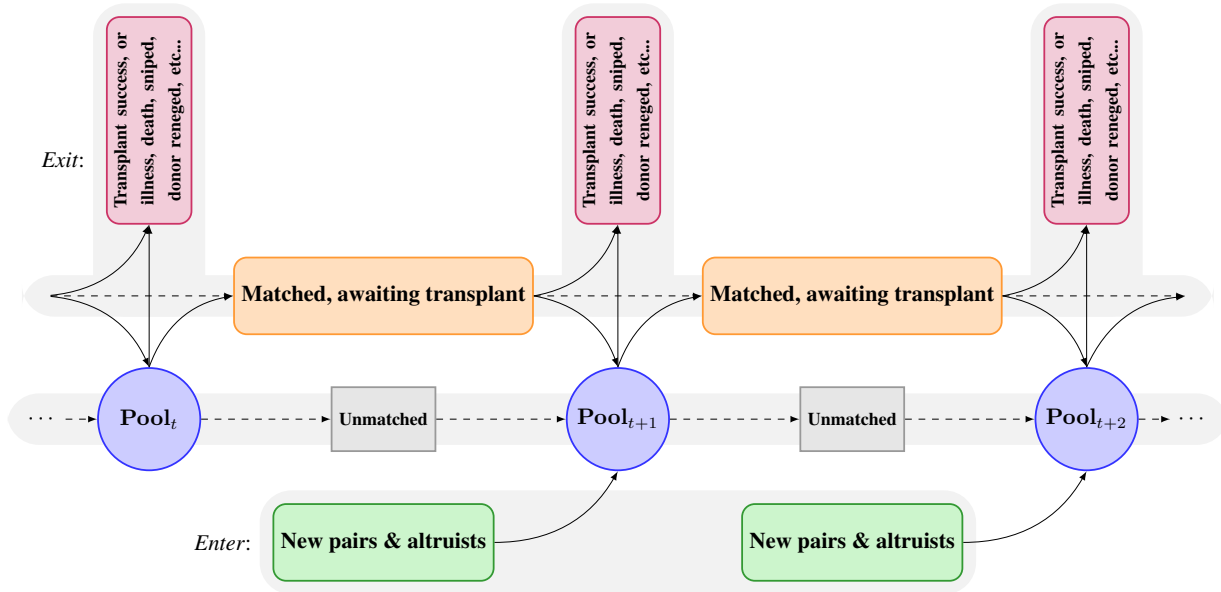 Transplant success, or
illness, death, sniped,
donor reneged, etc...
Transplant success, or
illness, death, sniped,
donor reneged, etc...
Transplant success, or
illness, death, sniped,
donor reneged, etc...
Exit:
Matched, awaiting transplant
Matched, awaiting transplant
...
Pool_t
Unmatched
Pool_{t+1}
Unmatched
Pool_{t+2}
...
Enter:
New pairs & altruists
New pairs & altruists